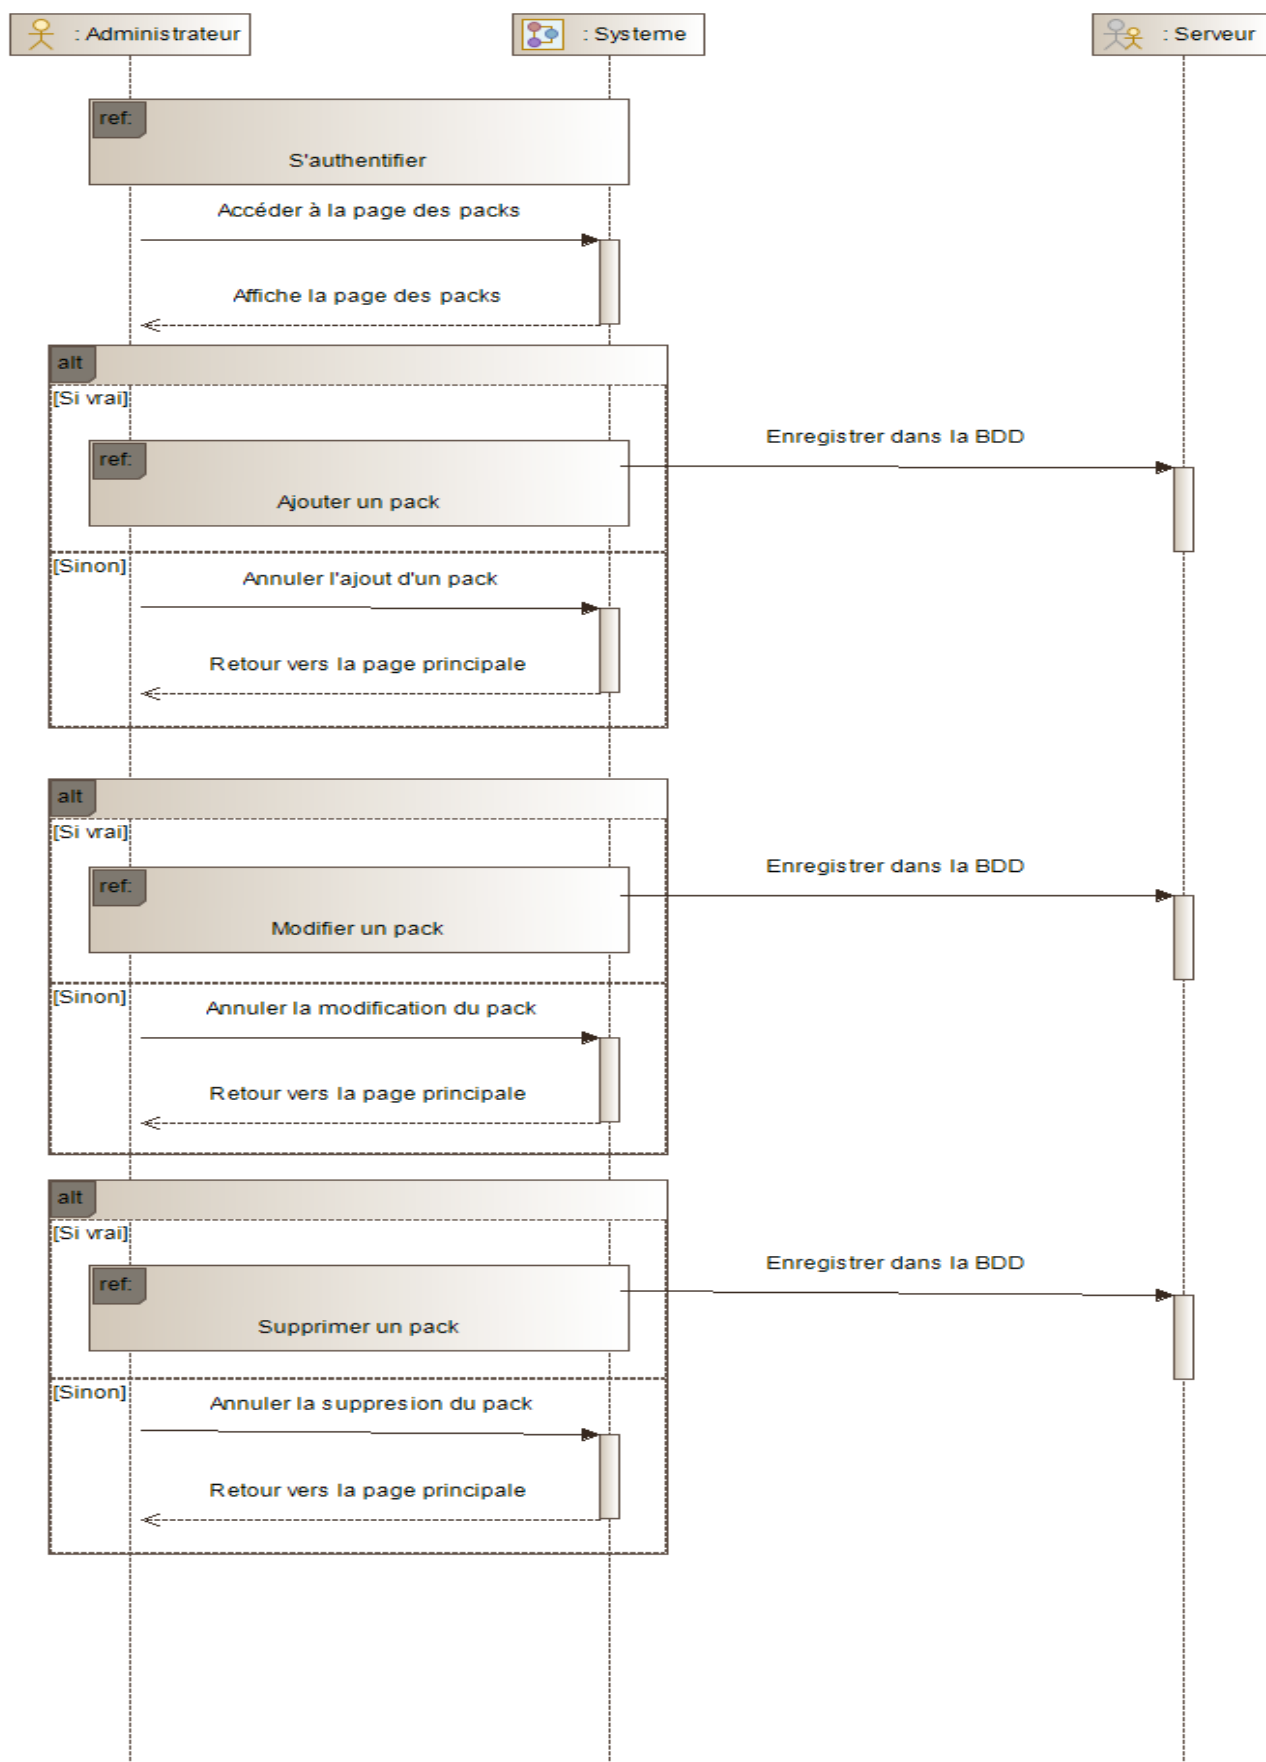 : Administrateur
: Systeme
: Serveur
ref:
S'authentifier
Accéder à la page des packs
Affiche la page des packs
alt
[Si vrai]
Enregistrer dans la BDD
ref:
Ajouter un pack
[Sinon]
Annuler l'ajout d'un pack
Retour vers la page principale
alt
[Si vrai]
Enregistrer dans la BDD
ref:
Modifier un pack
[Sinon]
Annuler la modification du pack
Retour vers la page principale
alt
[Si vrai]
Enregistrer dans la BDD
ref:
Supprimer un pack
[Sinon]
Annuler la suppresion du pack
Retour vers la page principale